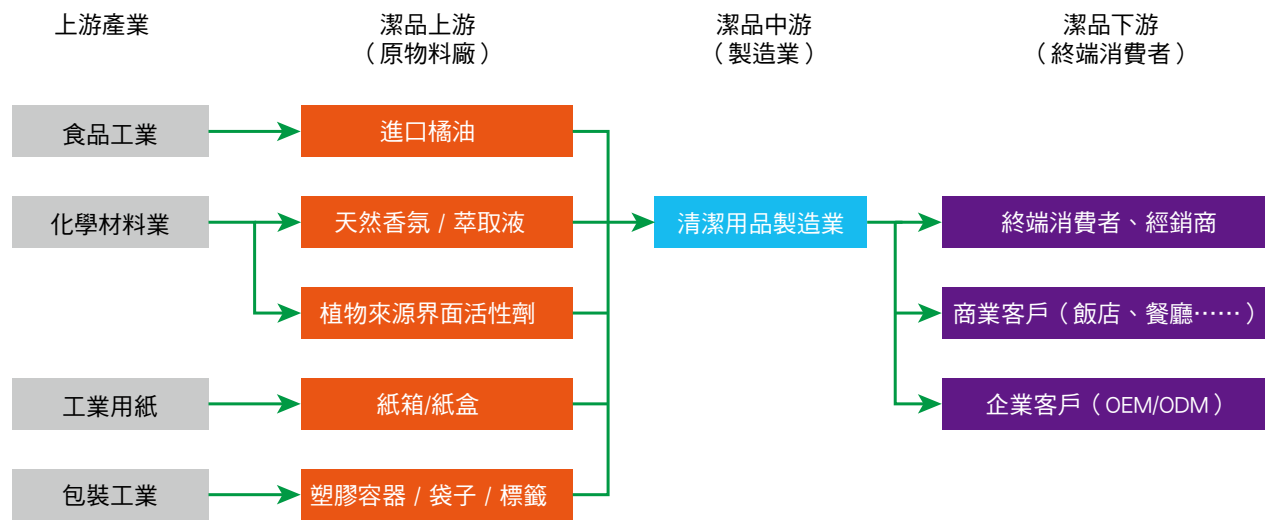 上游產業
潔品上游
（原物料廠）
潔品中游
（製造業）
潔品下游
（終端消費者）
食品工業
進口橘油
化學材料業
天然香氛 / 萃取液
清潔用品製造業
終端消費者、經銷商
植物來源界面活性劑
商業客戶（飯店、餐廳⋯⋯）
工業用紙
紙箱/紙盒
企業客戶（OEM/ODM）
包裝工業
塑膠容器 / 袋子 / 標籤